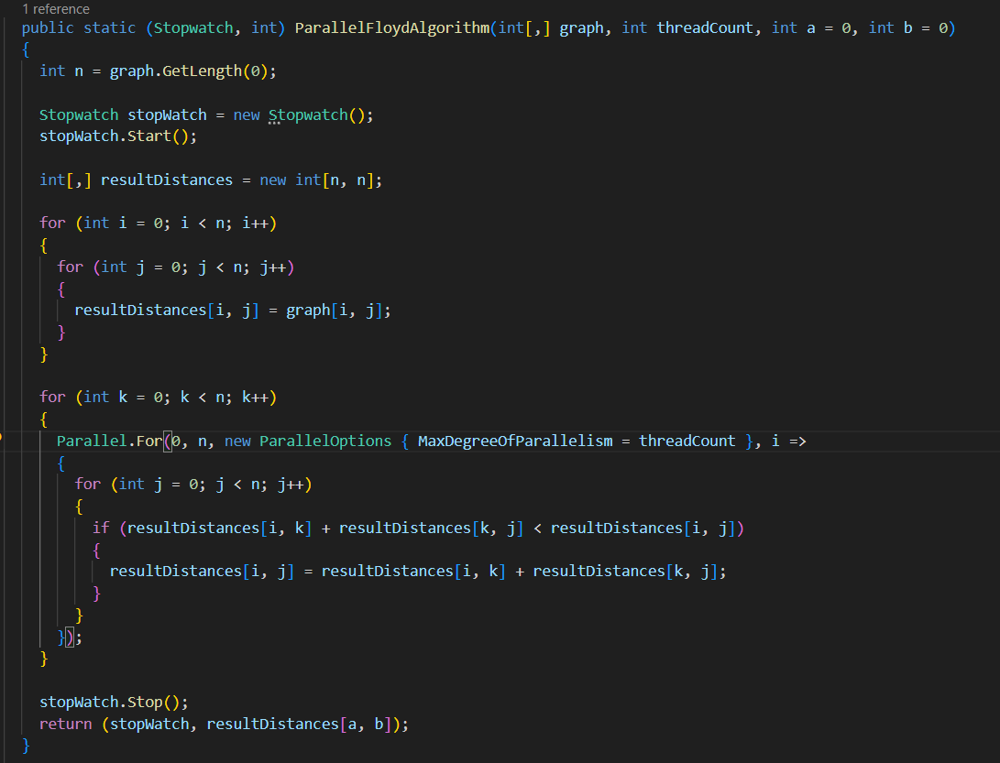 1 reference
public static (Stopwatch, int) ParallelFloydAlgorithm(int[,] graph, int threadCount, int a = 0, int b = 0)
{
  int n = graph.GetLength(0);

  Stopwatch stopWatch = new Stopwatch();
  stopWatch.Start();

  int[,] resultDistances = new int[n, n];

  for (int i = 0; i < n; i++)
  {
    for (int j = 0; j < n; j++)
    {
      resultDistances[i, j] = graph[i, j];
    }
  }

  for (int k = 0; k < n; k++)
  {
    Parallel.For(0, n, new ParallelOptions { MaxDegreeOfParallelism = threadCount }, i =>
    {
      for (int j = 0; j < n; j++)
      {
        if (resultDistances[i, k] + resultDistances[k, j] < resultDistances[i, j])
        {
          resultDistances[i, j] = resultDistances[i, k] + resultDistances[k, j];
        }
      }
    });
  }

  stopWatch.Stop();
  return (stopWatch, resultDistances[a, b]);
}